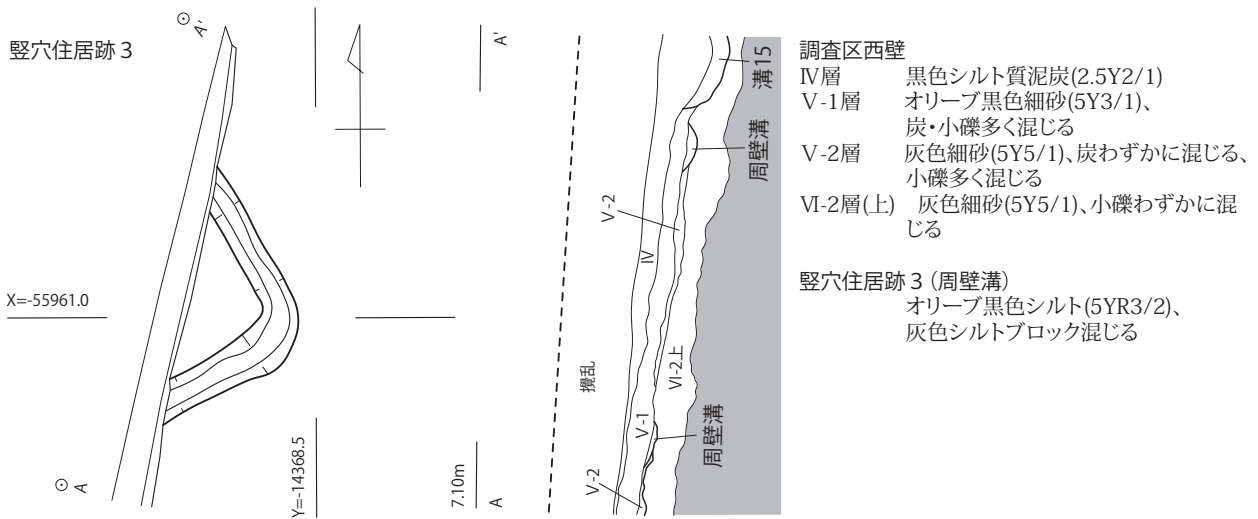 竪穴住居跡 3
A'
X=-55961.0
A
Y=-14368.5
A'
7.10m
A
溝15
周壁溝
V-2
IV
攪乱
VI-2上
V-1
周壁溝
V-2
調査区西壁
Ⅳ層 黒色シルト質泥炭(2.5Y2/1)
Ⅴ-1層 オリーブ黒色細砂(5Y3/1)、
炭・小礫多く混じる
Ⅴ-2層 灰色細砂(5Y5/1)、炭わずかに混じる、
小礫多く混じる
Ⅵ-2層(上) 灰色細砂(5Y5/1)、小礫わずかに混
じる
竪穴住居跡 3（周壁溝）
オリーブ黒色シルト(5YR3/2)、
灰色シルトブロック混じる